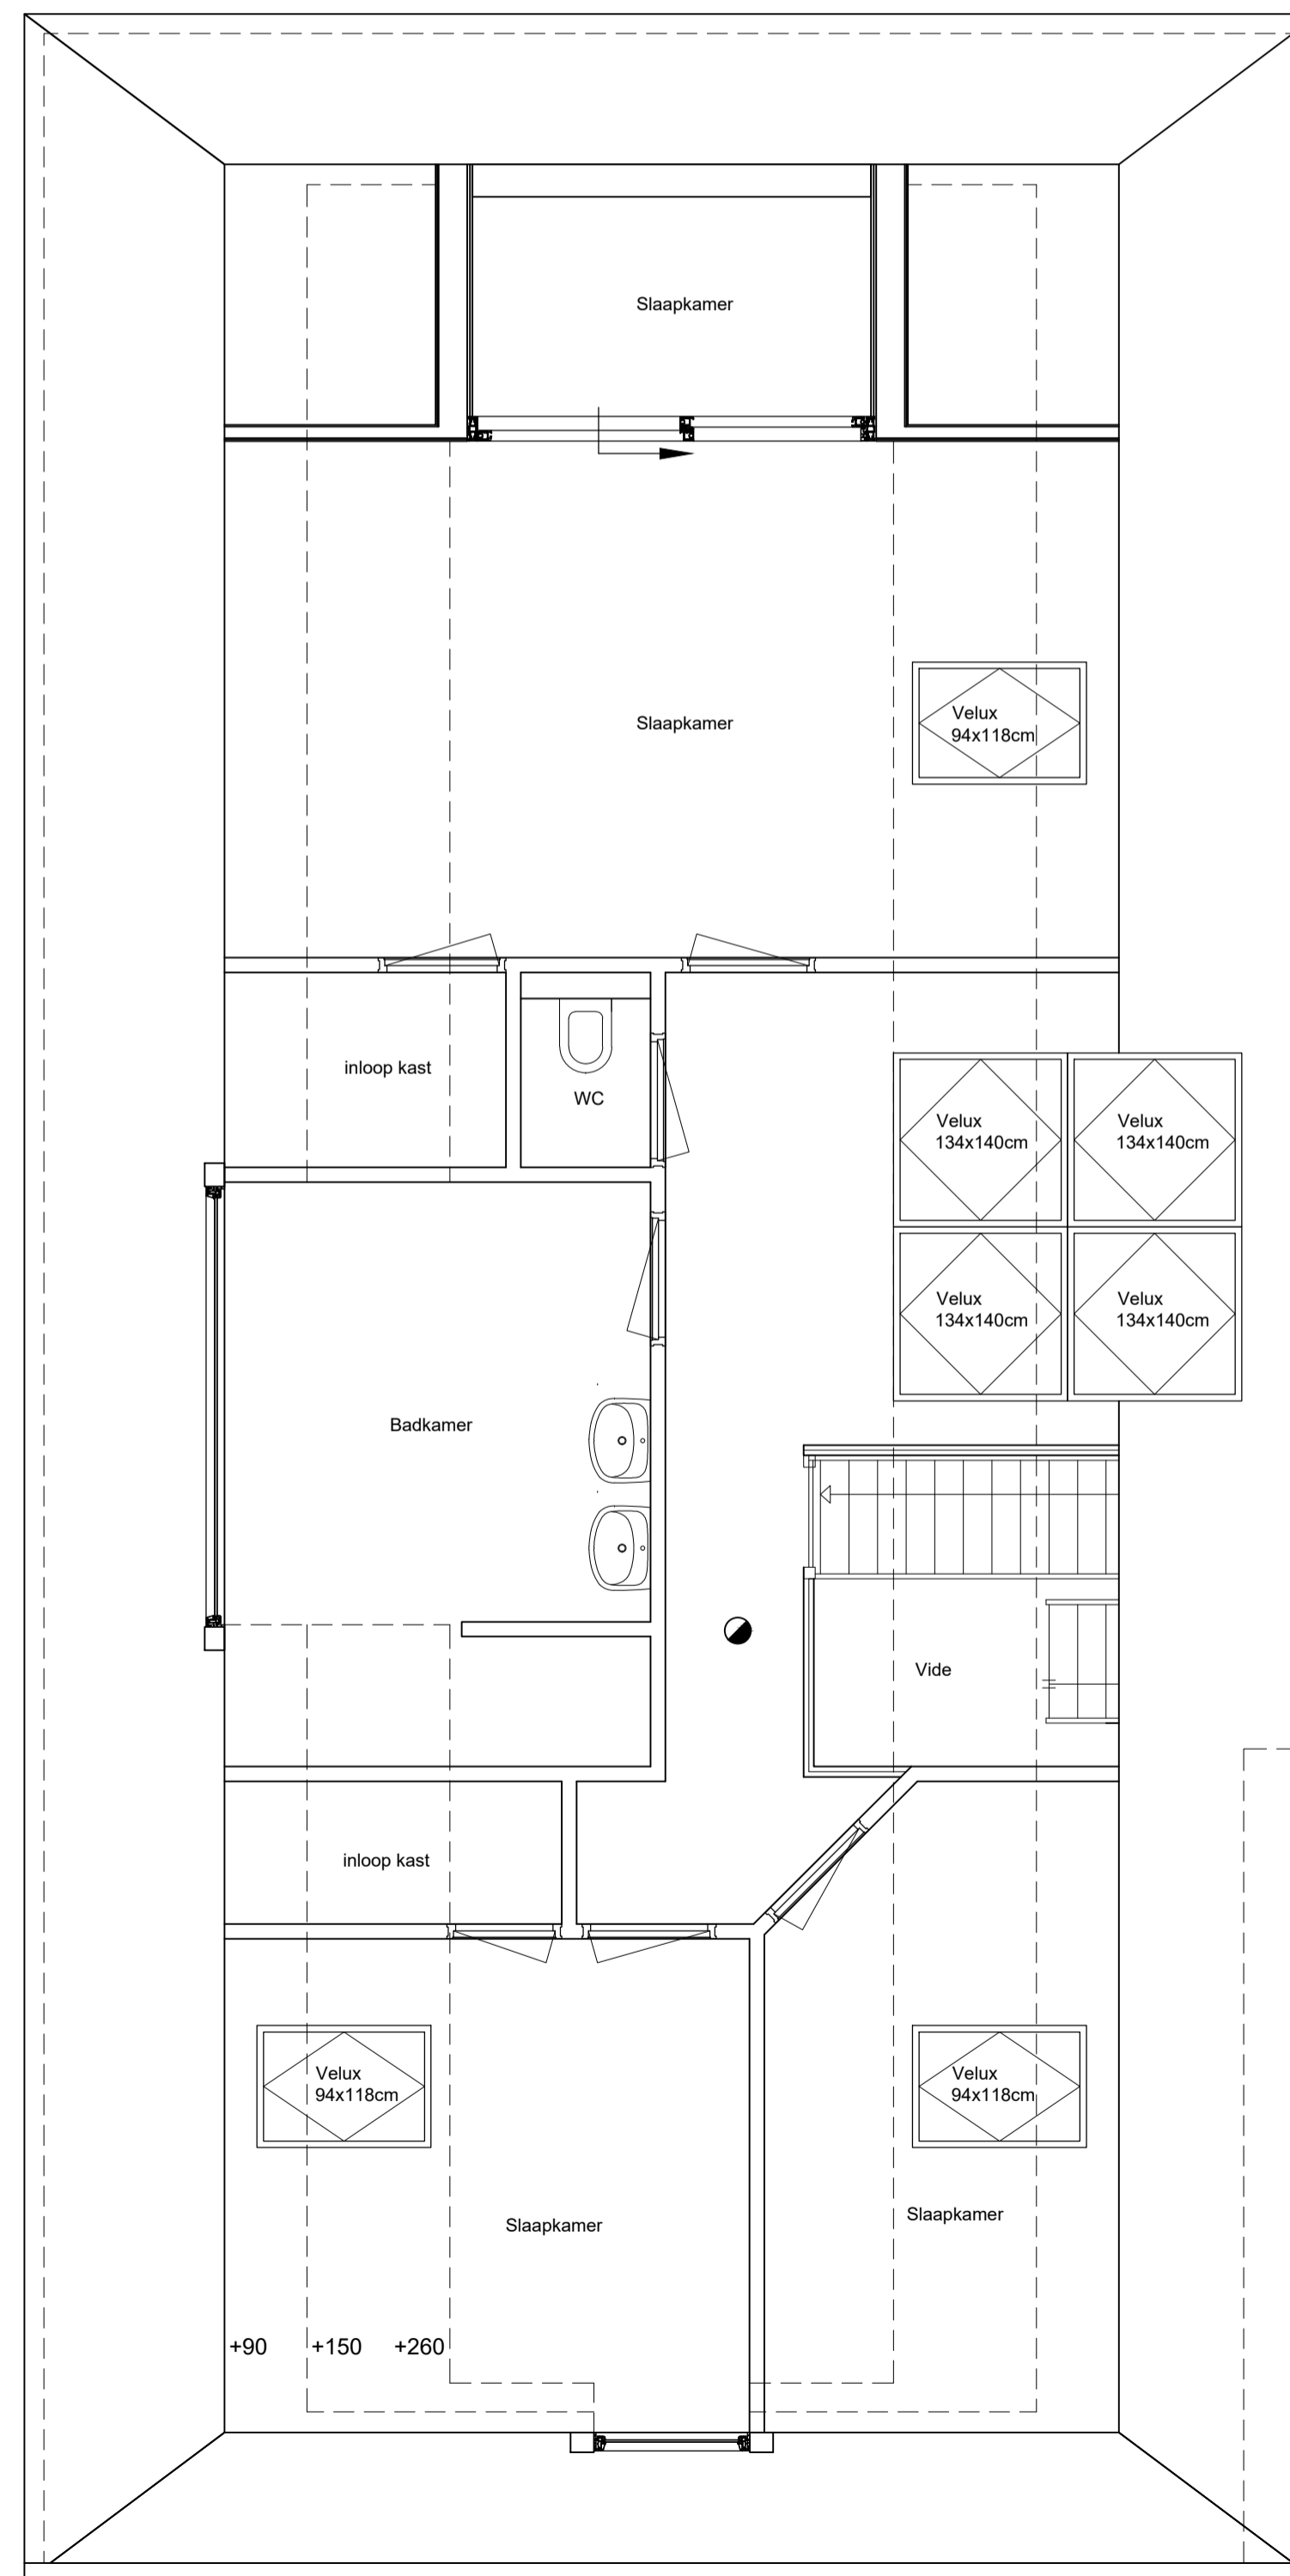 Slaapkamer
Slaapkamer
Velux
94x118cm
inloop kast
WC
Velux
134x140cm
Velux
134x140cm
Velux
134x140cm
Velux
134x140cm
Badkamer
Vide
inloop kast
Velux
94x118cm
Velux
94x118cm
Slaapkamer
Slaapkamer
+90
+150
+260